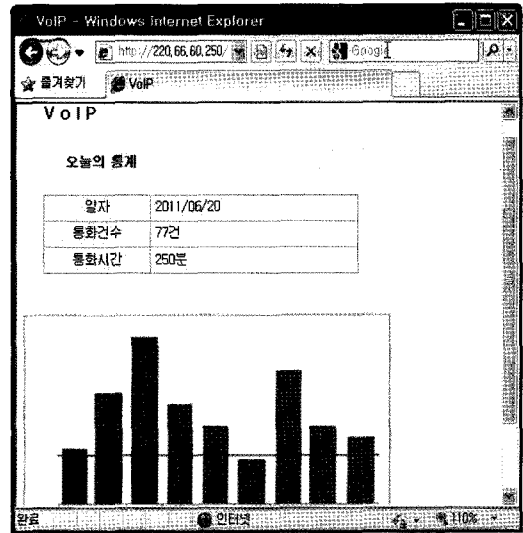 VoIP - Windows Internet Explorer
http://220,66,60,250/
Googl
즐겨찾기
VoIP
VoIP
오늘의 통계
일자 2011/06/20
통화건수 77건
통화시간 250분
완료 인터넷 110%